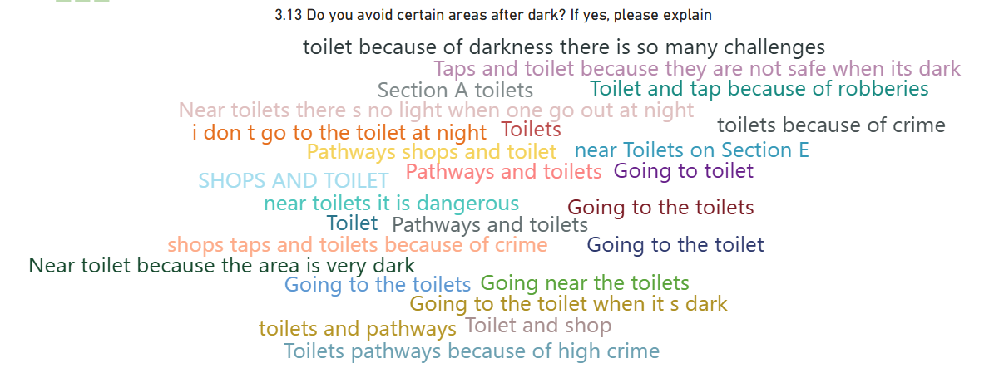 3.13 Do you avoid certain areas after dark? If yes, please explain
toilet because of darkness there is so many challenges
Taps and toilet because they are not safe when its dark
Section A toilets
Toilet and tap because of robberies
Near toilets there s no light when one go out at night
i don t go to the toilet at night
Toilets
toilets because of crime
Pathways shops and toilet
near Toilets on Section E
SHOPS AND TOILET
Pathways and toilets
Going to toilet
near toilets it is dangerous
Going to the toilets
Toilet
Pathways and toilets
shops taps and toilets because of crime
Going to the toilet
Near toilet because the area is very dark
Going to the toilets
Going near the toilets
Going to the toilet when it s dark
toilets and pathways
Toilet and shop
Toilets pathways because of high crime